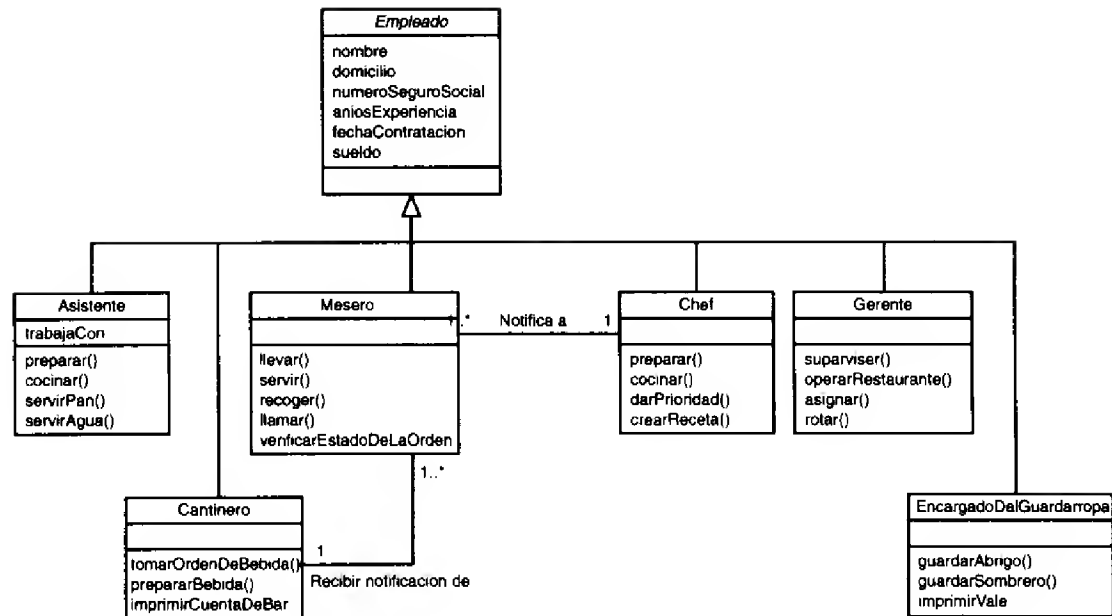 Empleado
nombre
domicilio
numeroSeguroSocial
aniosExperiencia
fechaContratacion
sueldo
Asistente
trabajaCon
preparar()
cocinar()
servirPan()
servirAgua()
Mesero
llevar()
servir()
recoger()
llamar()
verificarEstadoDeLaOrden
1..*
Notifica a
1
Chef
preparar()
cocinar()
darPrioridad()
crearReceta()
Gerente
supervisar()
operarRestaurante()
asignar()
rotar()
1..*
Cantinero
tomarOrdenDeBebida()
prepararBebida()
imprimirCuentaDeBar
1
Recibir notificacion de
EncargadoDelGuardarropa
guardarAbrigo()
guardarSombrero()
imprimirVale